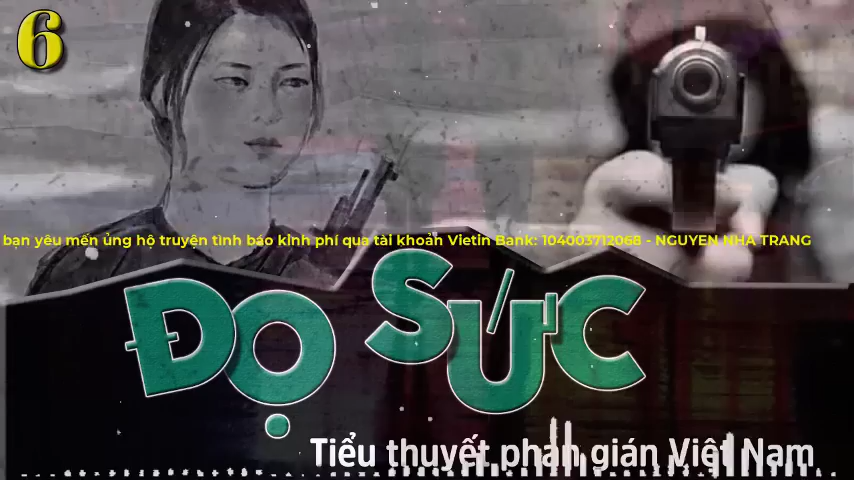 6
bạn yêu mến ủng hộ truyện tình báo kinh phí qua tài khoản Vietin Bank: 104003712068 - NGUYEN NHA TRANG
ĐỌ SỨC
Tiểu thuyết phản gián Việt Nam